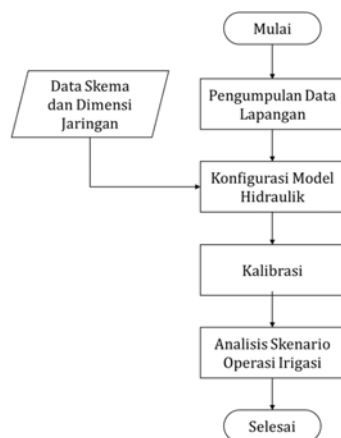 Mulai
Data Skema
dan Dimensi
Jaringan
Pengumpulan Data
Lapangan
Konfigurasi Model
Hidraulik
Kalibrasi
Analisis Skenario
Operasi Irigasi
Selesai